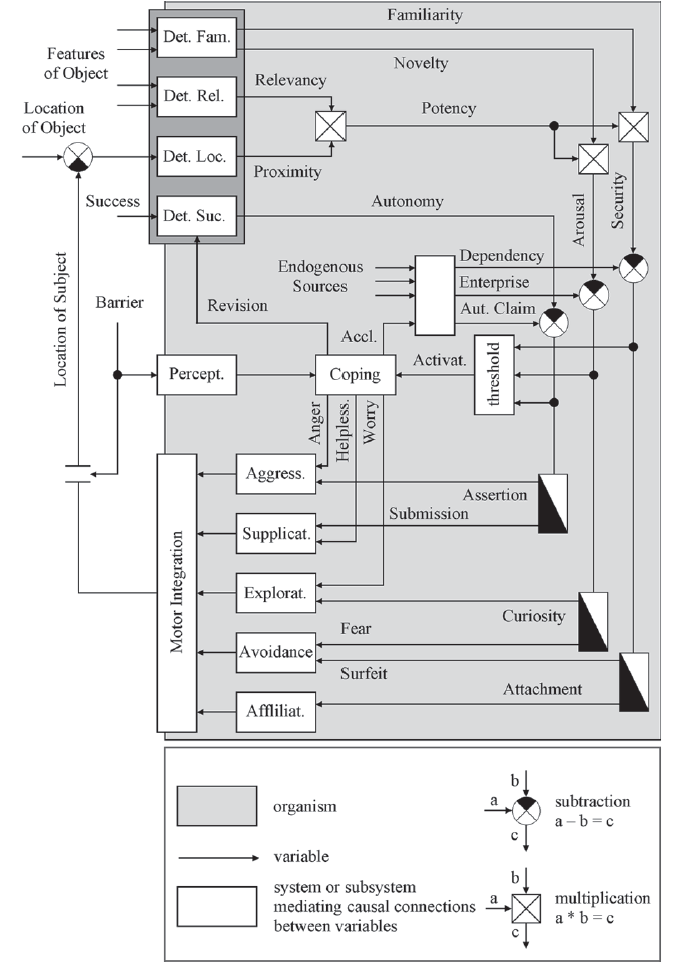 Familiarity
Det. Fam.
Features
of Object
Novelty
Relevancy
Det. Rel.
Location
of Object
Potency
Det. Loc.
Proximity
Success
Det. Suc.
Autonomy
Arousal
Security
Location of Subject
Endogenous
Sources
Dependency
Enterprise
Aut. Claim
Barrier
Revision
Accl.
Percept.
Coping
Activat.
threshold
Anger
Helpless.
Worry
Motor Integration
Aggress.
Assertion
Submission
Supplicat.
Explorat.
Curiosity
Fear
Avoidance
Surfeit
Attachment
Affliliat.
organism
variable
system or subsystem
mediating causal connections
between variables
b
a
c
subtraction
a – b = c
b
a
c
multiplication
a * b = c